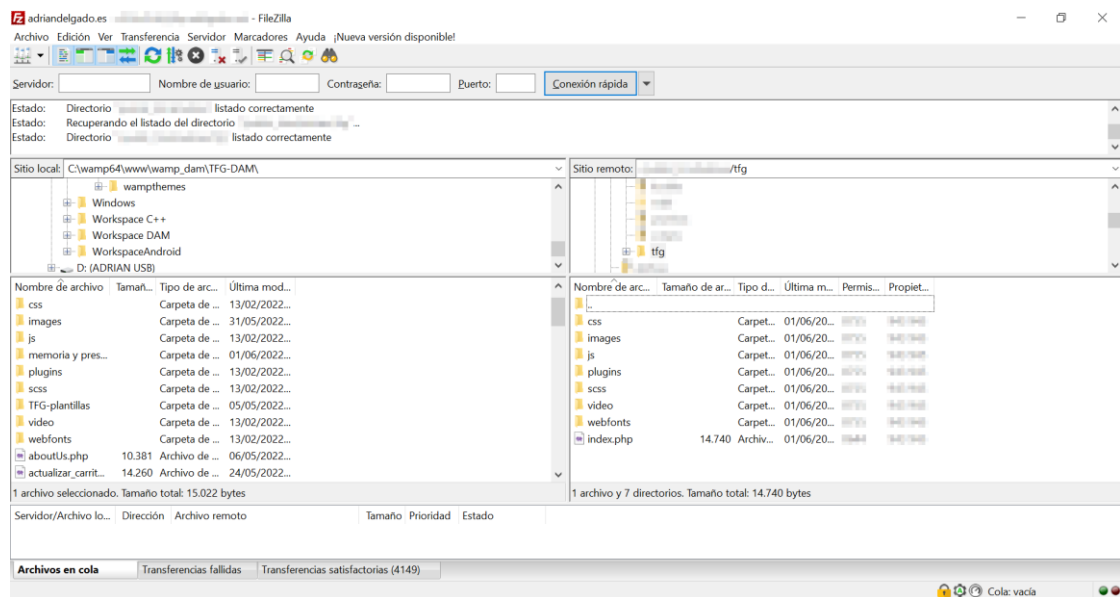 adriandelgado.es - FileZilla
Archivo Edición Ver Transferencia Servidor Marcadores Ayuda ¡Nueva versión disponible!
Servidor: Nombre de usuario: Contraseña: Puerto: Conexión rápida
Estado: Directorio listado correctamente
Estado: Recuperando el listado del directorio ...
Estado: Directorio listado correctamente
Sitio local: C:\wamp64\www\wamp_dam\TFG-DAM\
wampthemes
Windows
Workspace C++
Workspace DAM
WorkspaceAndroid
D: (ADRIAN USB)
Sitio remoto: /tfg
tfg
Nombre de archivo Tamañ... Tipo de arc... Última mod...
css Carpeta de ... 13/02/2022...
images Carpeta de ... 31/05/2022...
js Carpeta de ... 13/02/2022...
memoria y pres... Carpeta de ... 01/06/2022...
plugins Carpeta de ... 13/02/2022...
scss Carpeta de ... 13/02/2022...
TFG-plantillas Carpeta de ... 05/05/2022...
video Carpeta de ... 13/02/2022...
webfonts Carpeta de ... 13/02/2022...
aboutUs.php 10.381 Archivo de ... 06/05/2022...
actualizar_carrit... 14.260 Archivo de ... 24/05/2022...
1 archivo seleccionado. Tamaño total: 15.022 bytes
Nombre de arc... Tamaño de ar... Tipo d... Última m... Permis... Propiet...
..
css Carpet... 01/06/20...
images Carpet... 01/06/20...
js Carpet... 01/06/20...
plugins Carpet... 01/06/20...
scss Carpet... 01/06/20...
video Carpet... 01/06/20...
webfonts Carpet... 01/06/20...
index.php 14.740 Archiv... 01/06/20...
1 archivo y 7 directorios. Tamaño total: 14.740 bytes
Servidor/Archivo lo... Dirección Archivo remoto Tamaño Prioridad Estado
Archivos en cola Transferencias fallidas Transferencias satisfactorias (4149)
Cola: vacía